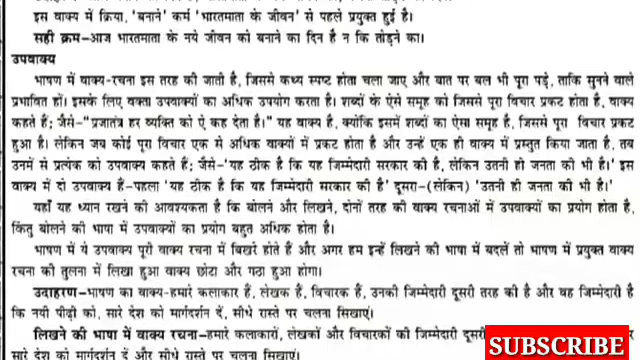 इस वाक्य में क्रिया, 'बनाने' कर्म 'भारतमाता के जीवन' से पहले प्रयुक्त हुई है।
सही क्रम–आज भारतमाता के नये जीवन को बनाने का दिन है न कि तोड़ने का।
उपवाक्य
भाषण में वाक्य-रचना इस तरह की जाती है, जिससे कथ्य स्पष्ट होता चला जाए और बात पर बल भी पूरा पड़े, ताकि सुनने वाले
प्रभावित हों। इसके लिए वक्ता उपवाक्यों का अधिक उपयोग करता है। शब्दों के ऐसे समूह को जिससे पूरा विचार प्रकट होता है, वाक्य
कहते हैं; जैसे–"प्रजातंत्र हर व्यक्ति को ऐ कह देता है।" यह वाक्य है, क्योंकि इसमें शब्दों का ऐसा समूह है, जिससे पूरा विचार प्रकट
हुआ है। लेकिन जब कोई पूरा विचार एक से अधिक वाक्यों में प्रकट होता है और उन्हें एक ही वाक्य में प्रस्तुत किया जाता है, तब
उनमें से प्रत्येक को उपवाक्य कहते हैं; जैसे–'यह ठीक है कि यह जिम्मेदारी सरकार की है, लेकिन उतनी ही जनता की भी है।' इस
वाक्य में दो उपवाक्य हैं–पहला 'यह ठीक है कि यह जिम्मेदारी सरकार की है' दूसरा–(लेकिन) 'उतनी ही जनता की भी है।'
यहाँ यह ध्यान रखने की आवश्यकता है कि बोलने और लिखने, दोनों तरह की वाक्य रचनाओं में उपवाक्यों का प्रयोग होता है,
किंतु बोलने की भाषा में उपवाक्यों का प्रयोग बहुत अधिक होता है।
भाषण में ये उपवाक्य पूरी वाक्य रचना में बिखरे होते हैं और अगर हम इन्हें लिखने की भाषा में बदलें तो भाषण में प्रयुक्त वाक्य
रचना की तुलना में लिखा हुआ वाक्य छोटा और गठा हुआ होगा।
उदाहरण–भाषण का वाक्य-हमारे कलाकार हैं, लेखक हैं, विचारक हैं, उनकी जिम्मेदारी दूसरी तरह की है और वह जिम्मेदारी है
कि नयी पीढ़ी को, सारे देश को मार्गदर्शन दें, सीधे रास्ते पर चलना सिखाएं।
लिखने की भाषा में वाक्य रचना–हमारे कलाकारों, लेखकों और विचारकों की जिम्मेदारी दूसरी
सारे देश को मार्गदर्शन दें और सीधे रास्ते पर चलना सिखाएं।
SUBSCRIBE